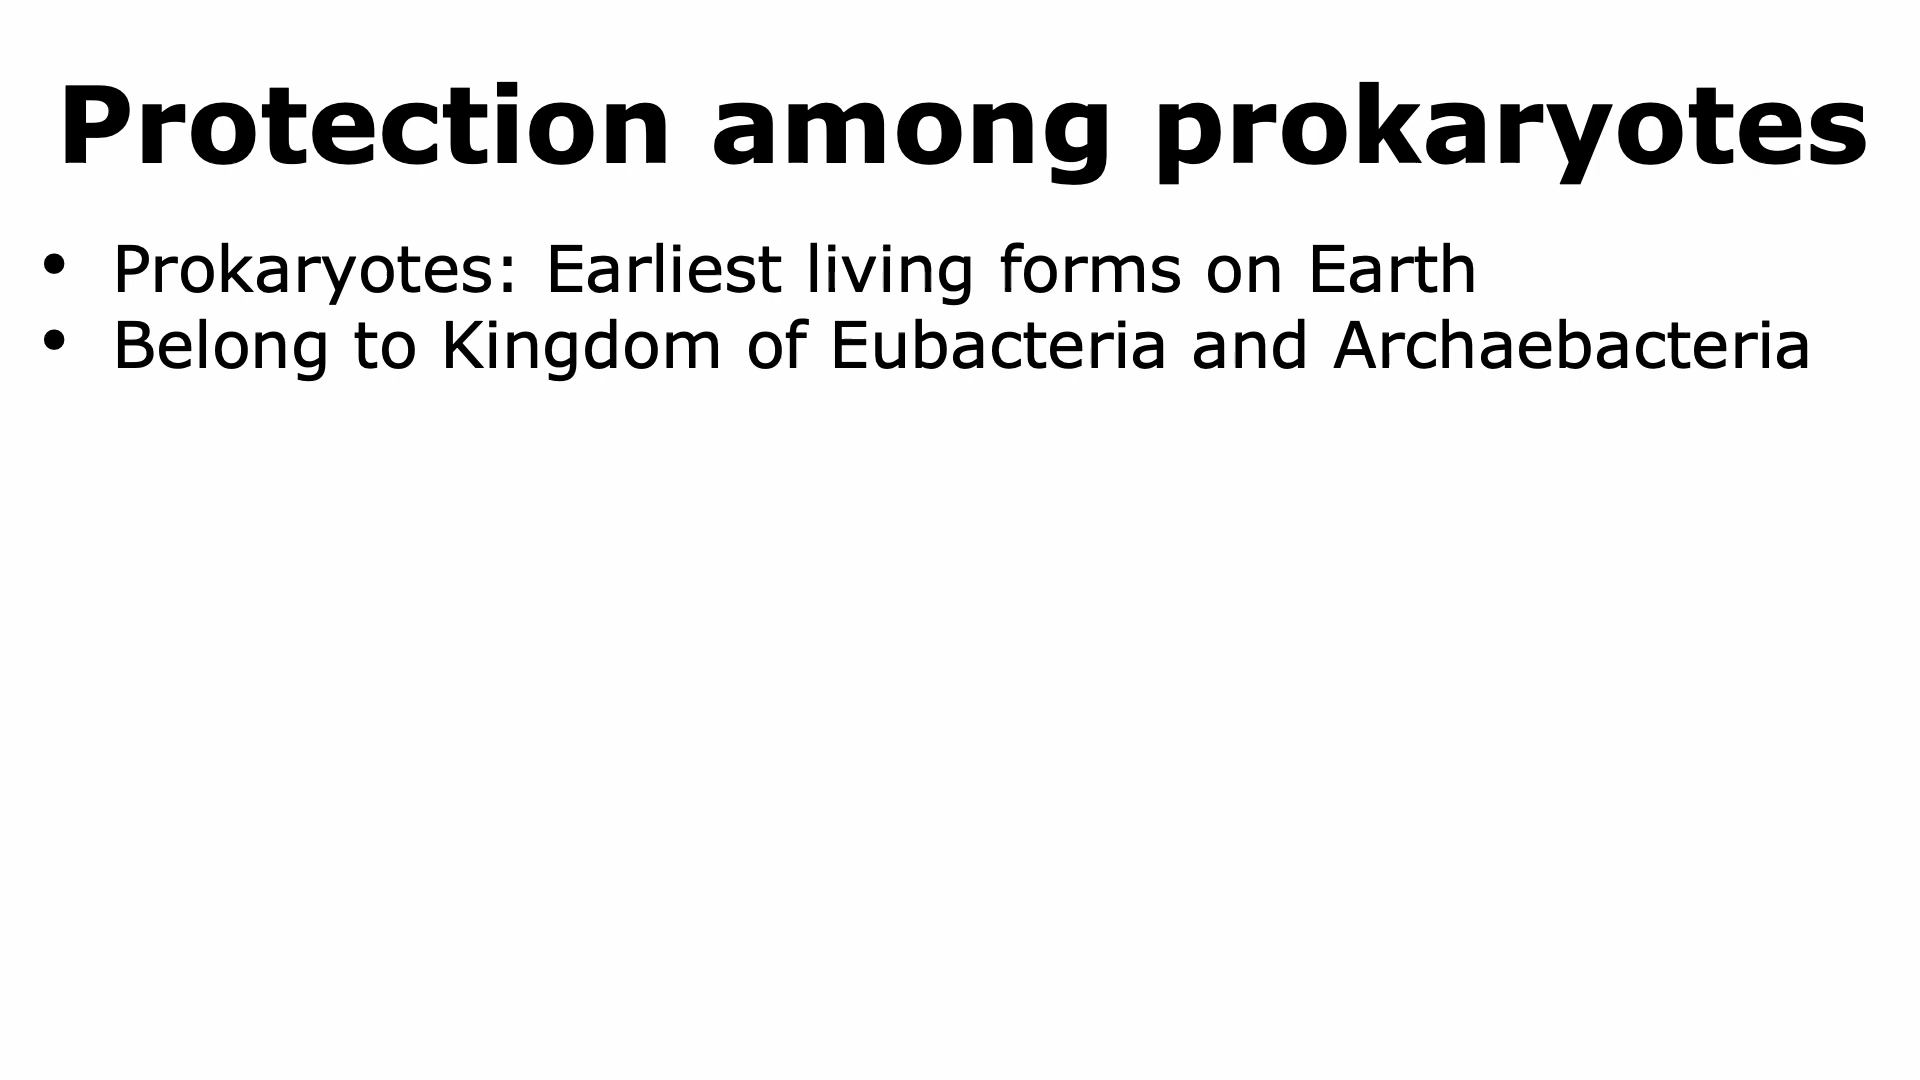 Protection among prokaryotes
• Prokaryotes: Earliest living forms on Earth
• Belong to Kingdom of Eubacteria and Archaebacteria